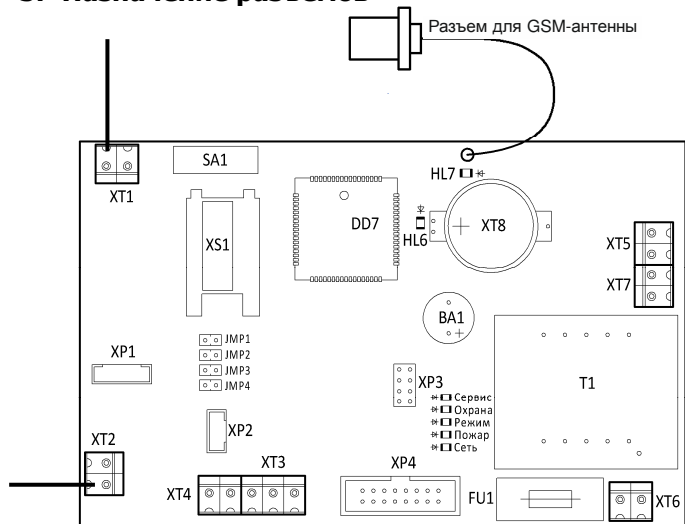 Разъем для GSM-антенны
SA1
HL7
XT1
DD7
XS1
HL6
XT8
XT5
XT7
BA1
JMP1
JMP2
JMP3
JMP4
XP1
XP3
T1
Сервис
Охрана
Режим
Пожар
Сеть
XP2
XT2
XT3
XT4
XP4
FU1
XT6